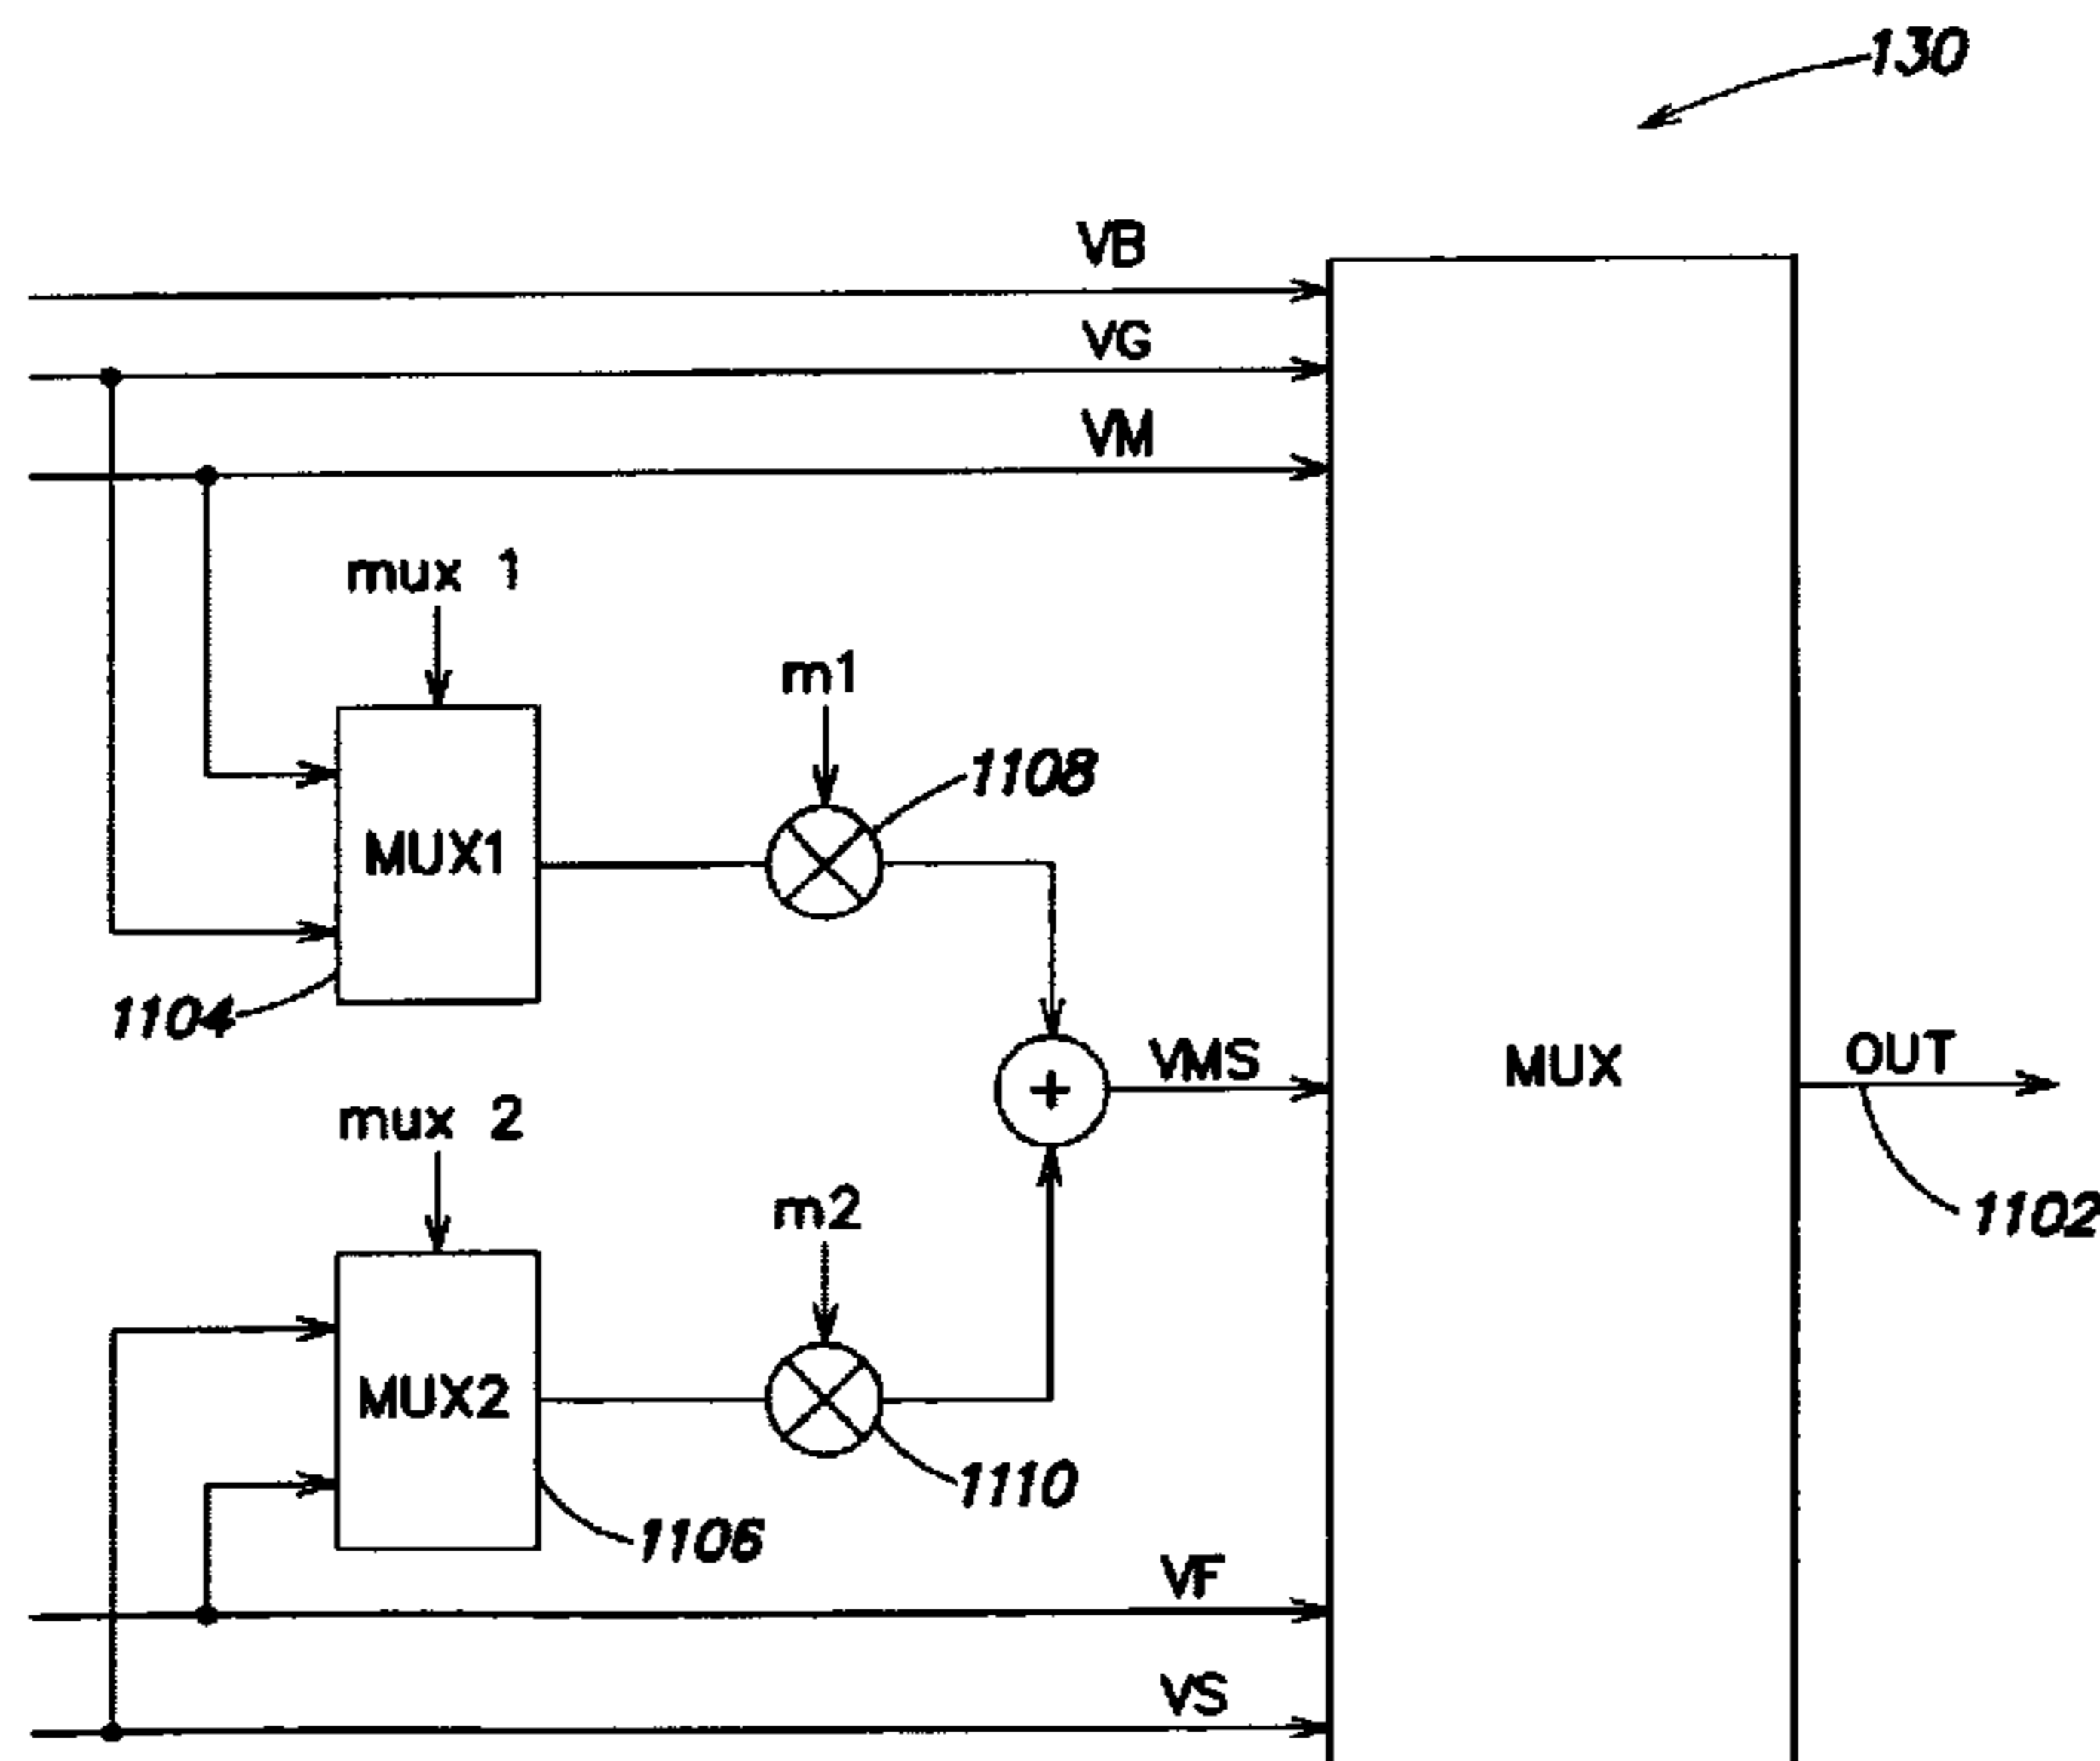 130
VB
VG
VM
mux 1
m1
1108
MUX1
1104
VMS
MUX
OUT
mux 2
m2
1102
MUX2
1110
1106
VF
VS